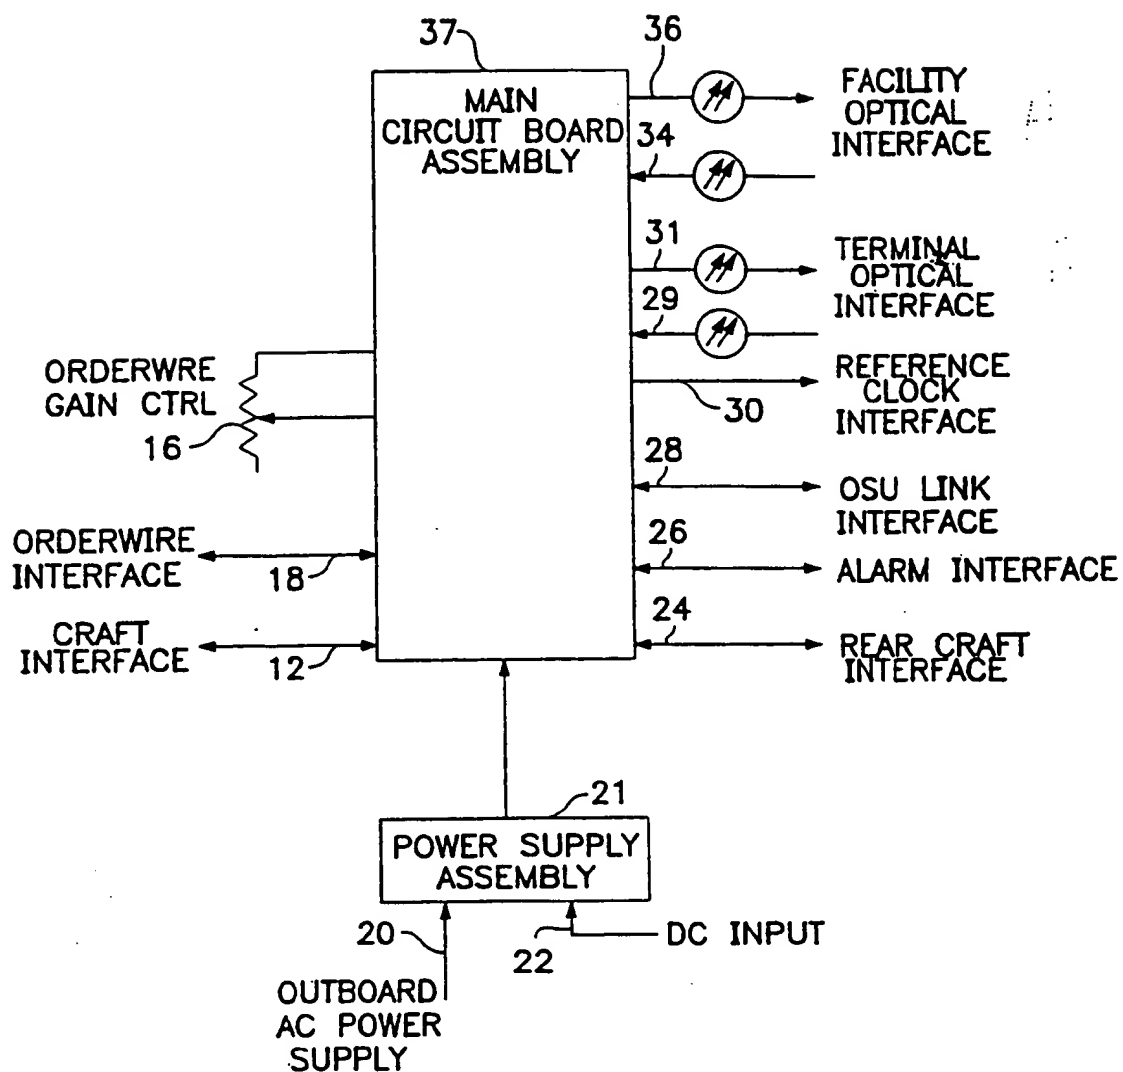 37
36
MAIN
CIRCUIT BOARD
ASSEMBLY
FACILITY
OPTICAL
INTERFACE
34
31
TERMINAL
OPTICAL
INTERFACE
29
ORDERWRE
GAIN CTRL
16
REFERENCE
CLOCK
INTERFACE
30
28
OSU LINK
INTERFACE
ORDERWIRE
INTERFACE
18
26
ALARM INTERFACE
CRAFT
INTERFACE
12
24
REAR CRAFT
INTERFACE
21
POWER SUPPLY
ASSEMBLY
20
22
DC INPUT
OUTBOARD
AC POWER
SUPPLY